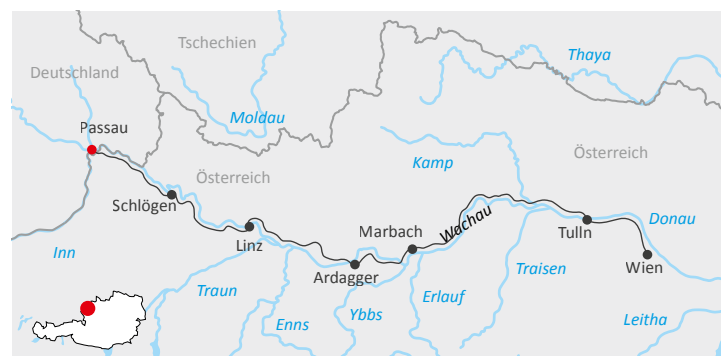 Tschechien
Thaya
Deutschland
Moldau
Passau
Kamp
Österreich
Österreich
Schlögen
Wachau
Donau
Marbach
Tulln
Linz
Inn
Ardagger
Traisen
Wien
Traun
Erlauf
Ybbs
Enns
Leitha